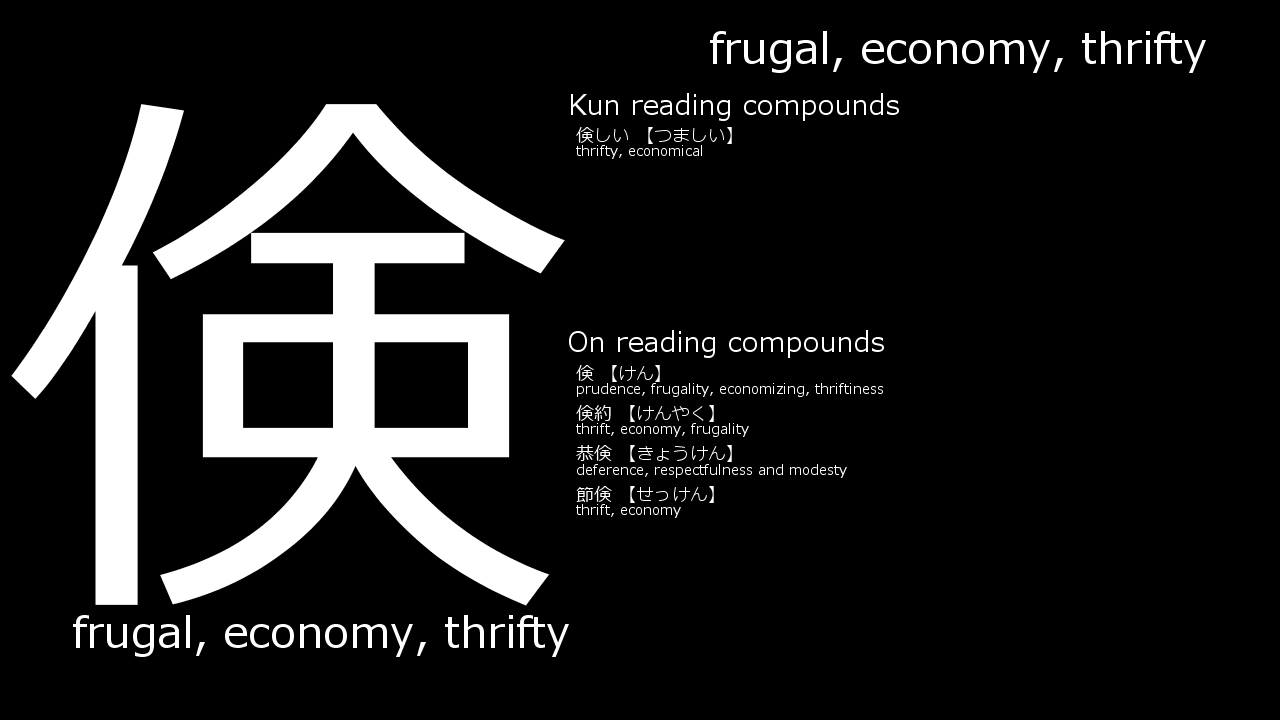 frugal, economy, thrifty
倹
Kun reading compounds
倹しい 【つましい】
thrifty, economical
On reading compounds
倹 【けん】
prudence, frugality, economizing, thriftiness
倹約 【けんやく】
thrift, economy, frugality
恭倹 【きょうけん】
deference, respectfulness and modesty
節倹 【せっけん】
thrift, economy
frugal, economy, thrifty